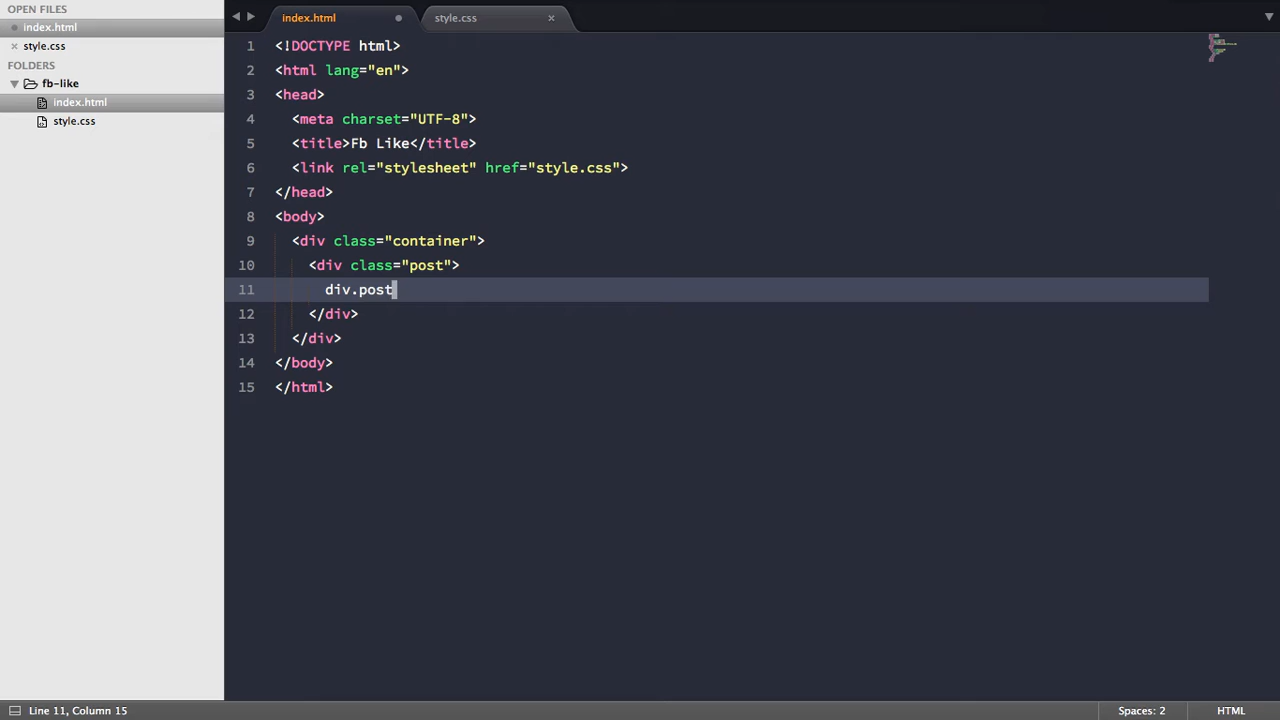 OPEN FILES
index.html
style.css
FOLDERS
fb-like
index.html
style.css
index.html
style.css
1 <!DOCTYPE html>
2 <html lang="en">
3 <head>
4 <meta charset="UTF-8">
5 <title>Fb Like</title>
6 <link rel="stylesheet" href="style.css">
7 </head>
8 <body>
9 <div class="container">
10 <div class="post">
11 div.post
12 </div>
13 </div>
14 </body>
15 </html>
Line 11, Column 15
Spaces: 2
HTML